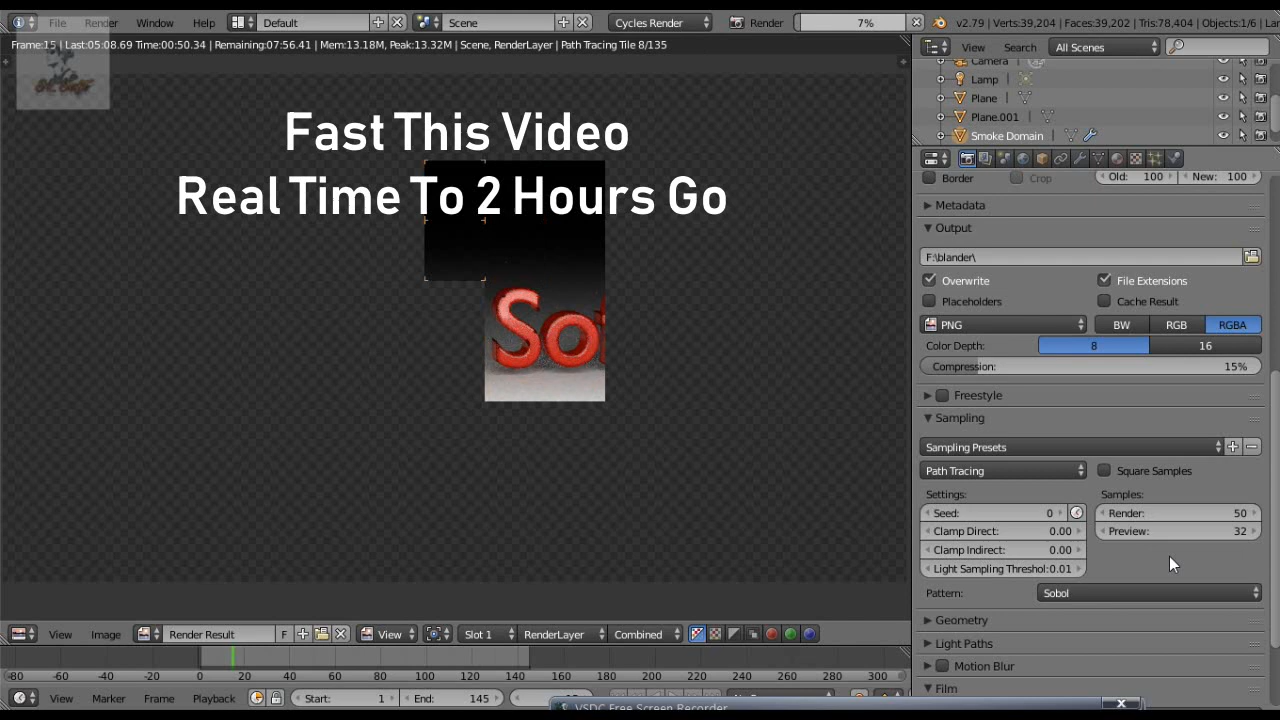 File Render Window Help Default Scene Cycles Render Render 7% v2.79 | Verts:39,204 | Faces:39,202 | Tris:78,404 | Objects:1/6 | Lar
Frame:15 | Last:05:08.69 Time:00:50.34 | Remaining:07:56.41 | Mem:13.18M, Peak:13.32M | Scene, RenderLayer | Path Tracing Tile 8/135
View Search All Scenes
Camera
Lamp
Plane
Plane.001
Smoke Domain
Fast This Video
Real Time To 2 Hours Go
So
Border Crop Old: 100 New: 100
Metadata
Output
F:\blander\
Overwrite File Extensions
Placeholders Cache Result
PNG BW RGB RGBA
Color Depth: 8 16
Compression: 15%
Freestyle
Sampling
Sampling Presets
Path Tracing Square Samples
Settings: Samples:
Seed: 0 Render: 50
Clamp Direct: 0.00 Preview: 32
Clamp Indirect: 0.00
Light Sampling Threshol:0.01
Pattern: Sobol
Geometry
Light Paths
Motion Blur
Film
View Image Render Result F View Slot 1 RenderLayer Combined
-80 -60 -40 -20 0 20 40 60 80 100 120 140 160 180 200 220 240 260 280 300
View Marker Frame Playback Start: 1 End: 145
VSDC Free Screen Recorder